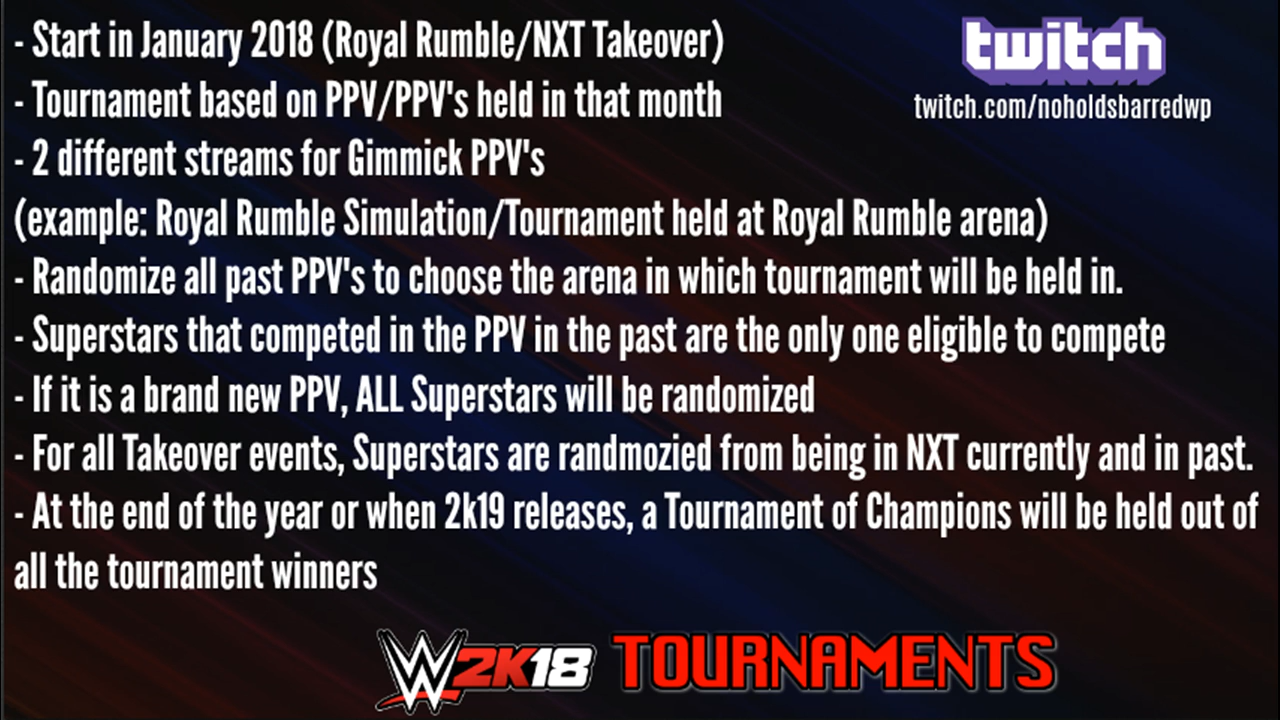 - Start in January 2018 (Royal Rumble/NXT Takeover)
twitch
twitch.com/noholdsbarredwp
- Tournament based on PPV/PPV's held in that month
- 2 different streams for Gimmick PPV's
(example: Royal Rumble Simulation/Tournament held at Royal Rumble arena)
- Randomize all past PPV's to choose the arena in which tournament will be held in.
- Superstars that competed in the PPV in the past are the only one eligible to compete
- If it is a brand new PPV, ALL Superstars will be randomized
- For all Takeover events, Superstars are randmozied from being in NXT currently and in past.
- At the end of the year or when 2k19 releases, a Tournament of Champions will be held out of
all the tournament winners
W 2K18 TOURNAMENTS